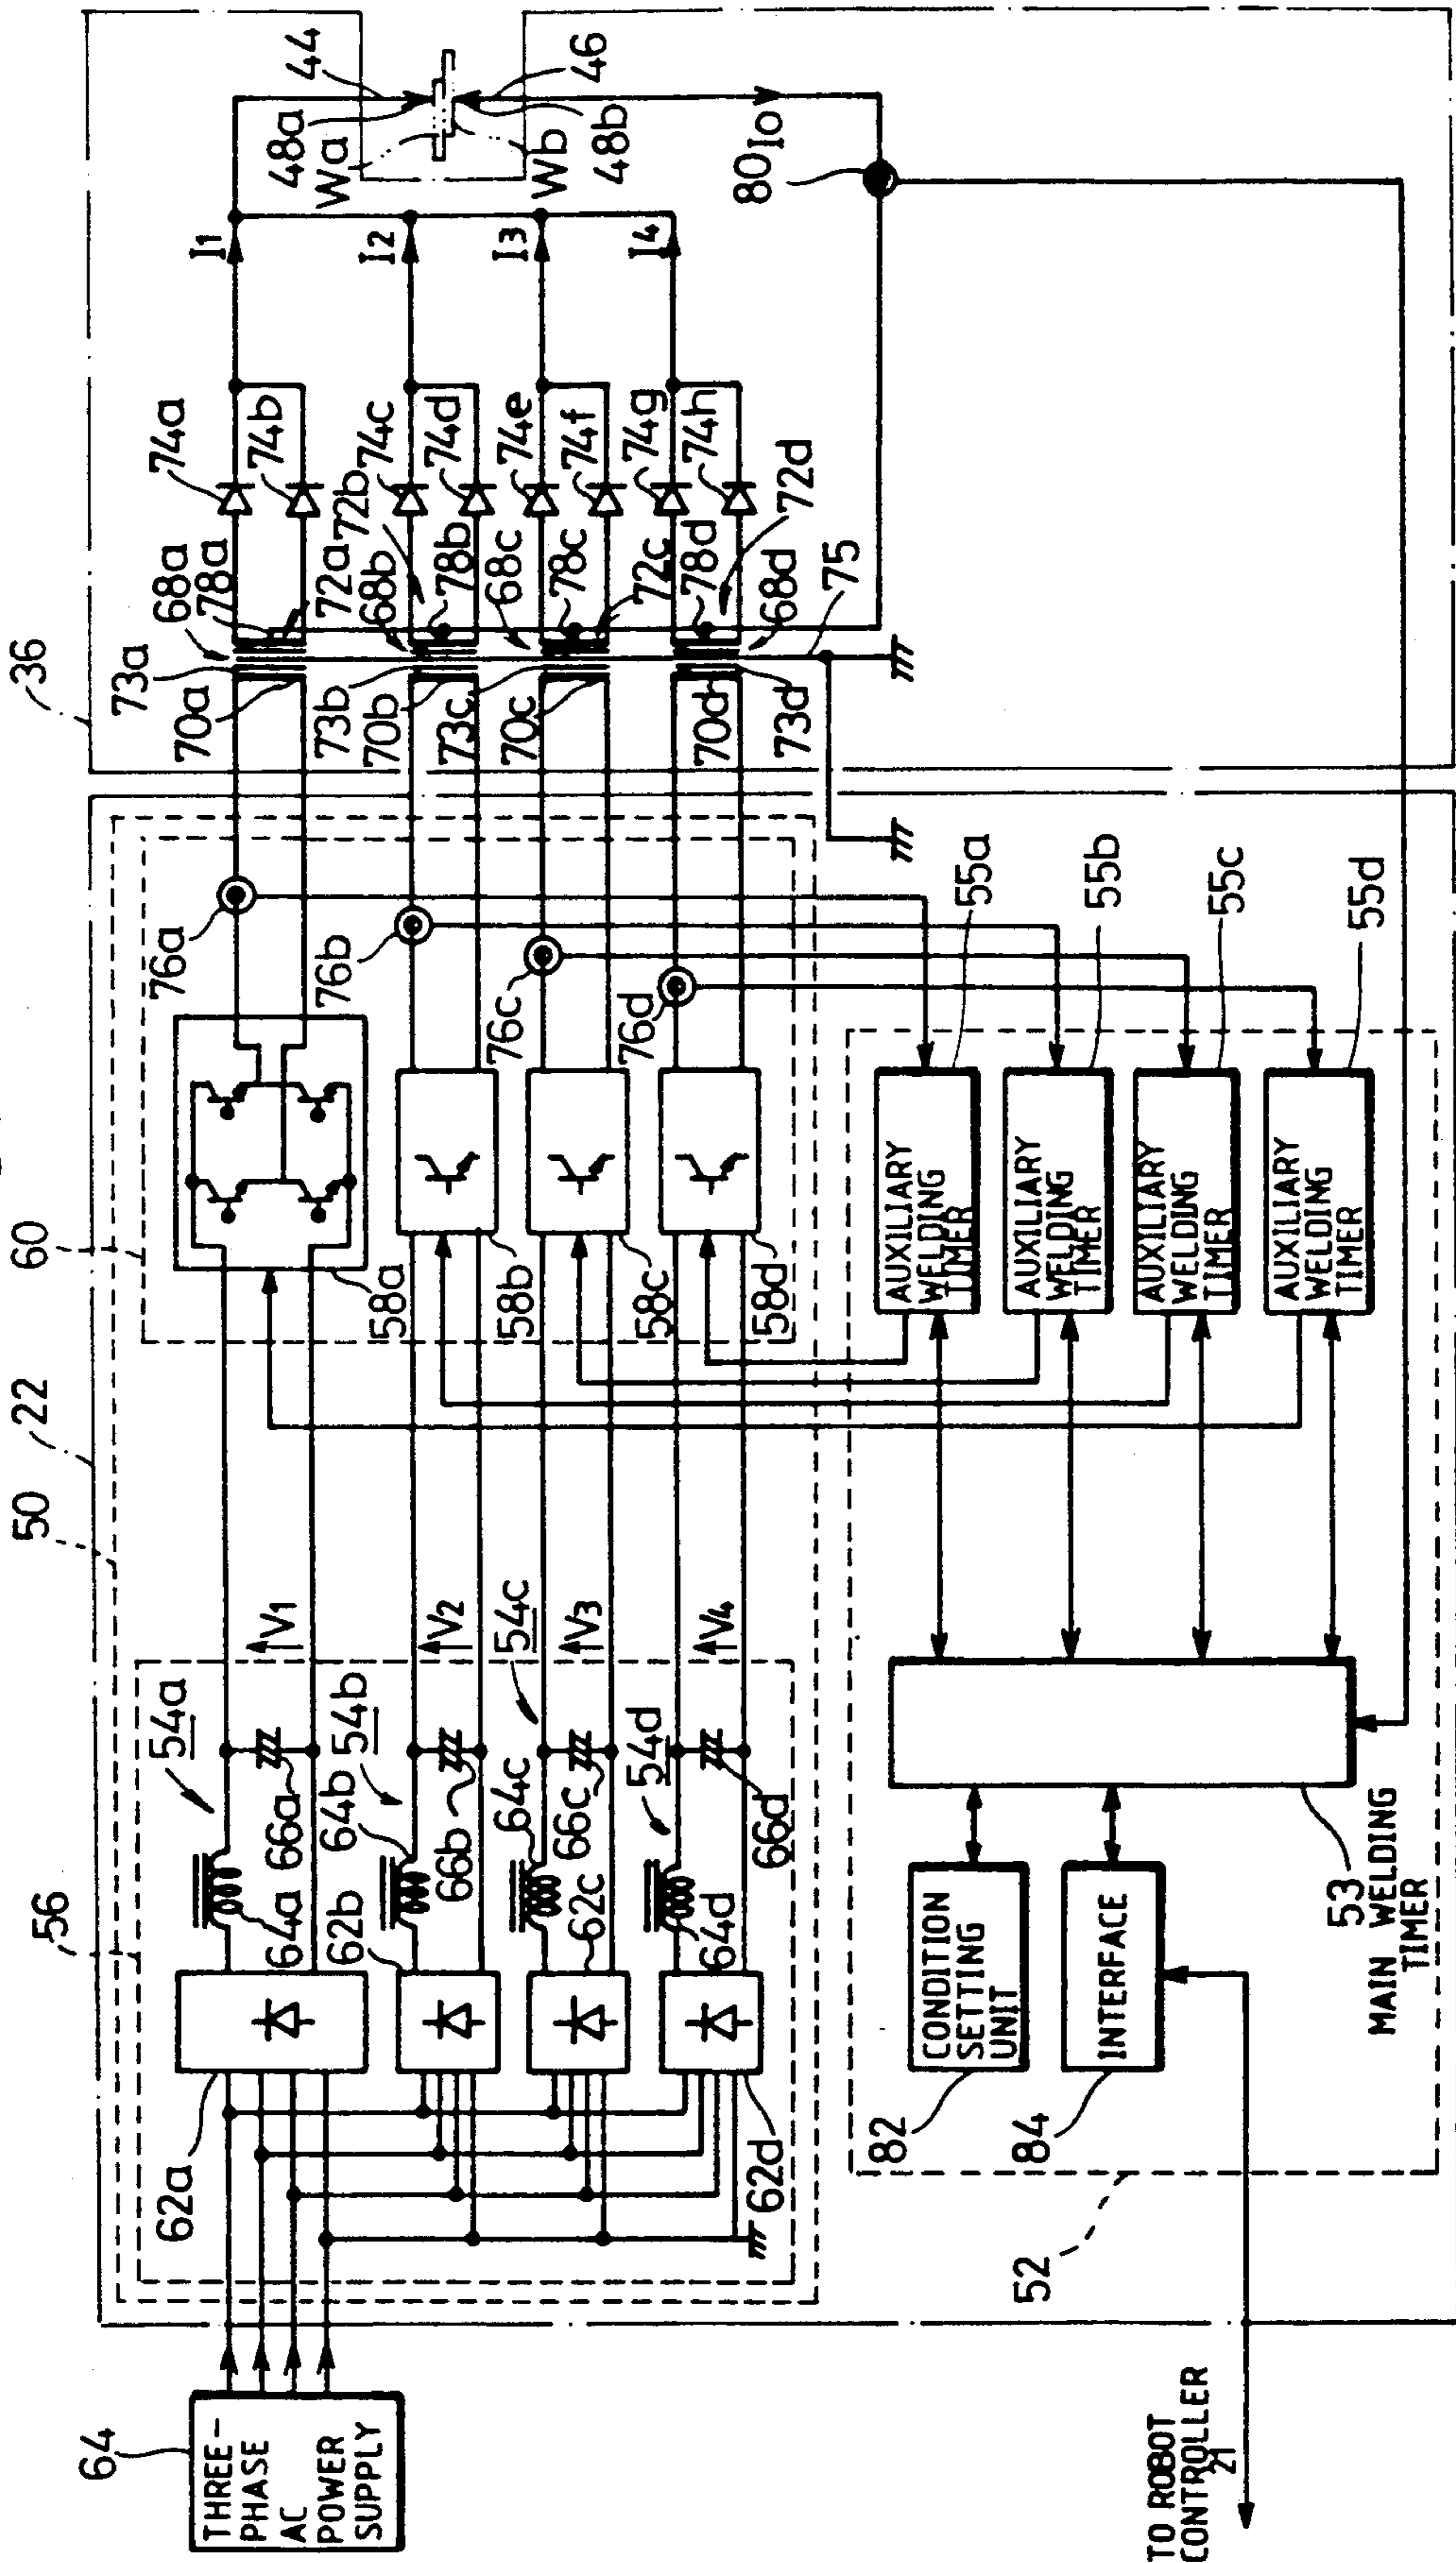 50
22
60
36
56
64
THREE-
PHASE
AC
POWER
SUPPLY
62a
64a
66a
54a
V1
58a
76a
70a
73a
68a
78a
72a
74a
74b
I1
44
48a
Wa
Wb
48b
46
62b
64b
66b
54b
V2
58b
76b
70b
73b
68b
72b
78b
74c
74d
I2
62c
64c
66c
54c
V3
58c
76c
70c
73c
68c
78c
72c
74e
74f
I3
62d
64d
66d
54d
V4
58d
76d
70d
73d
68d
78d
72d
74g
74h
I4
75
80
IO
82
CONDITION
SETTING
UNIT
84
INTERFACE
53
MAIN WELDING
TIMER
AUXILIARY
WELDING
TIMER
55a
AUXILIARY
WELDING
TIMER
55b
AUXILIARY
WELDING
TIMER
55c
AUXILIARY
WELDING
TIMER
55d
52
TO ROBOT
CONTROLLER
21